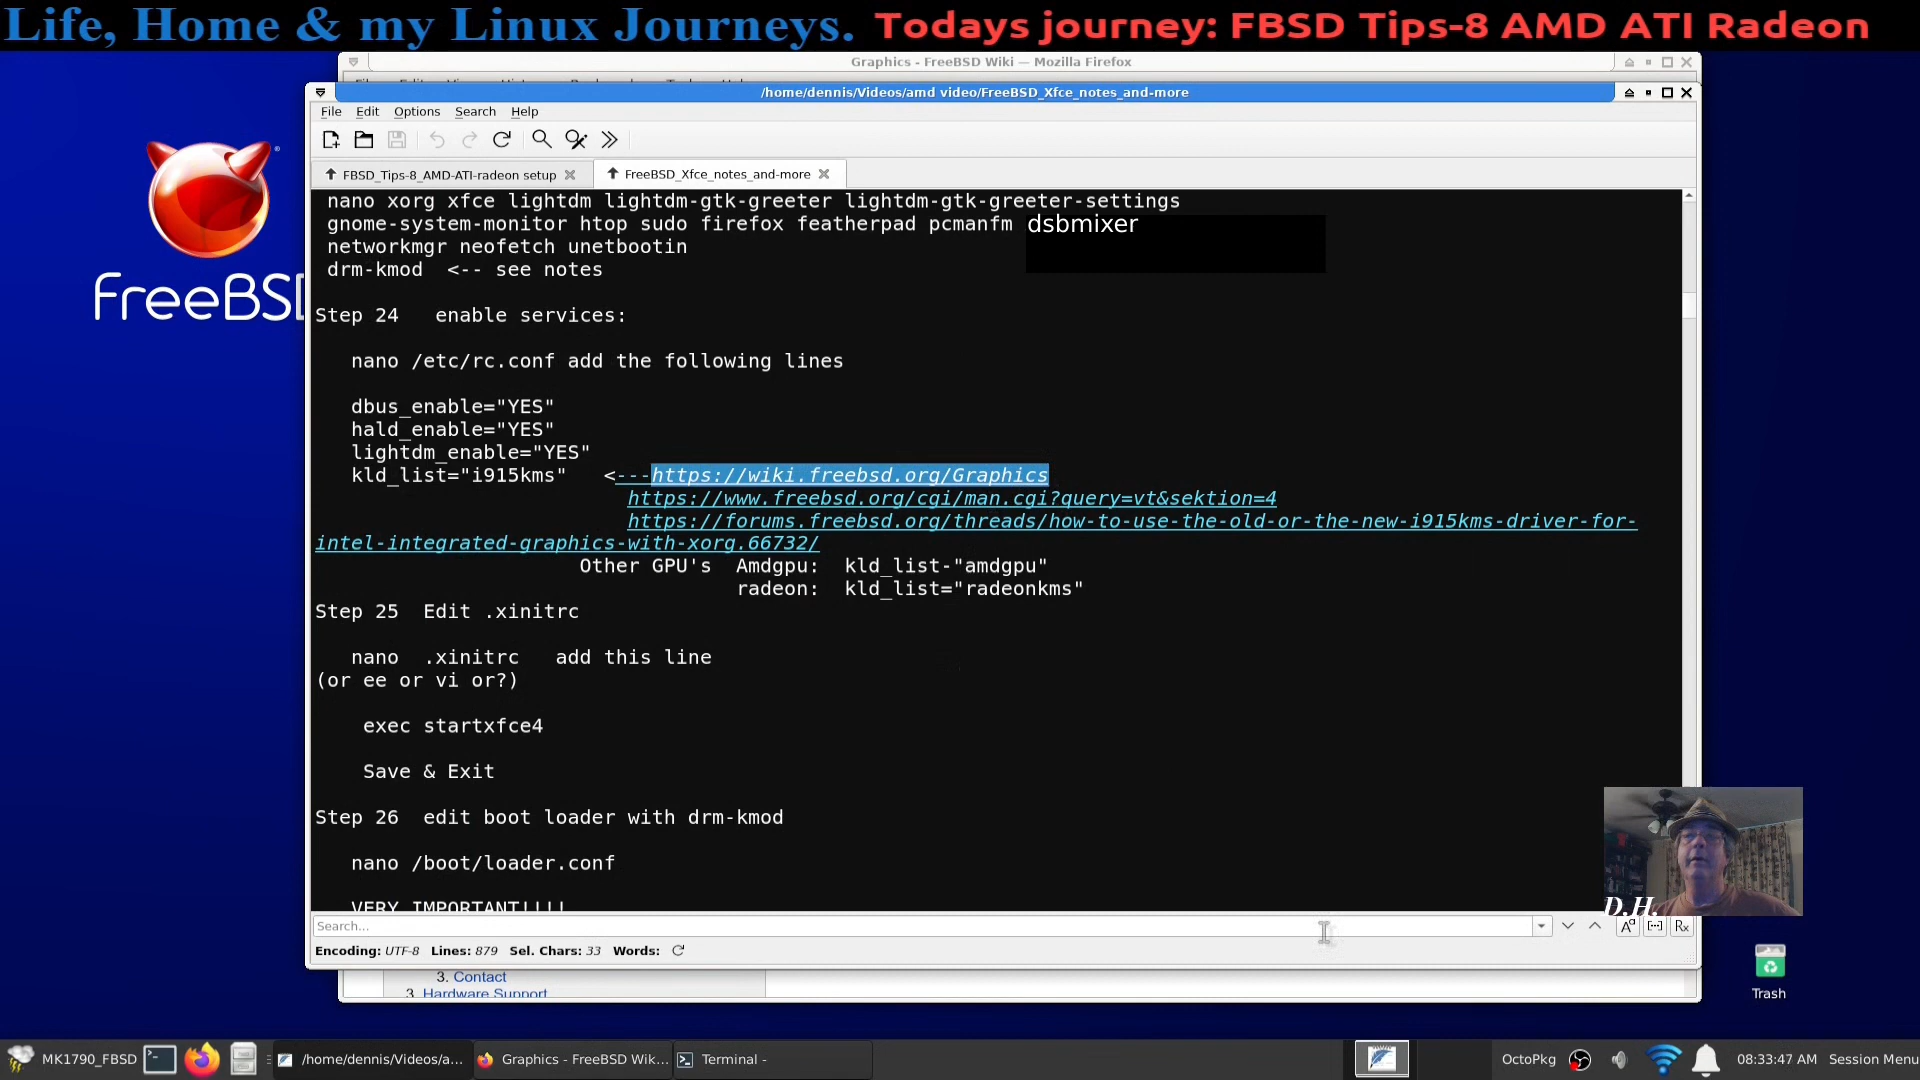 Life, Home & my Linux Journeys. Todays journey: FBSD Tips-8 AMD ATI Radeon
Graphics - FreeBSD Wiki — Mozilla Firefox
/home/dennis/Videos/amd video/FreeBSD_Xfce_notes_and-more
File Edit Options Search Help
FBSD_Tips-8_AMD-ATI-radeon setup
FreeBSD_Xfce_notes_and-more
FreeBSD
nano xorg xfce lightdm lightdm-gtk-greeter lightdm-gtk-greeter-settings
gnome-system-monitor htop sudo firefox featherpad pcmanfm dsbmixer
networkmgr neofetch unetbootin
drm-kmod <-- see notes
Step 24 enable services:
nano /etc/rc.conf add the following lines
dbus_enable="YES"
hald_enable="YES"
lightdm_enable="YES"
kld_list="i915kms" <---https://wiki.freebsd.org/Graphics
https://www.freebsd.org/cgi/man.cgi?query=vt&sektion=4
https://forums.freebsd.org/threads/how-to-use-the-old-or-the-new-i915kms-driver-for-
intel-integrated-graphics-with-xorg.66732/
Other GPU's Amdgpu: kld_list-"amdgpu"
radeon: kld_list="radeonkms"
Step 25 Edit .xinitrc
nano .xinitrc add this line
(or ee or vi or?)
exec startxfce4
Save & Exit
Step 26 edit boot loader with drm-kmod
nano /boot/loader.conf
VERY IMPORTANT!!!!
D.H.
Search...
Encoding: UTF-8 Lines: 879 Sel. Chars: 33 Words:
3. Contact
3. Hardware Support
Trash
MK1790_FBSD
/home/dennis/Videos/a...
Graphics - FreeBSD Wik...
Terminal -
OctoPkg
08:33:47 AM
Session Menu